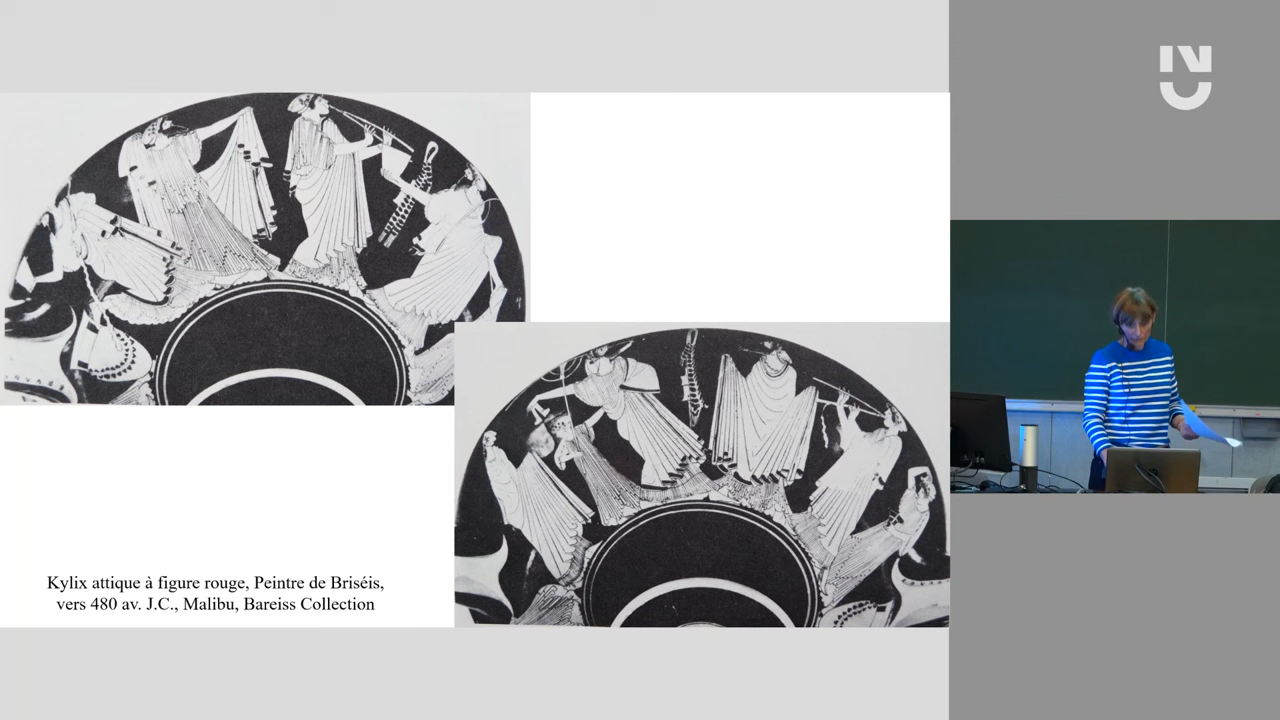 Kylix attique à figure rouge, Peintre de Briséis,
vers 480 av. J.C., Malibu, Bareiss Collection